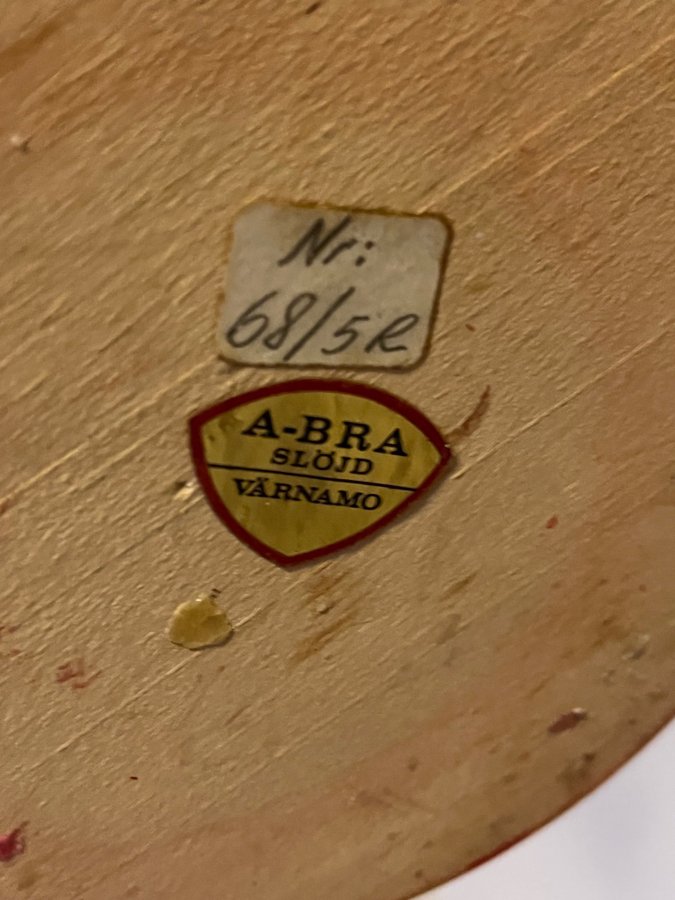 Nr:
68/5R
A-BRA
SLÖJD
VÄRNAMO